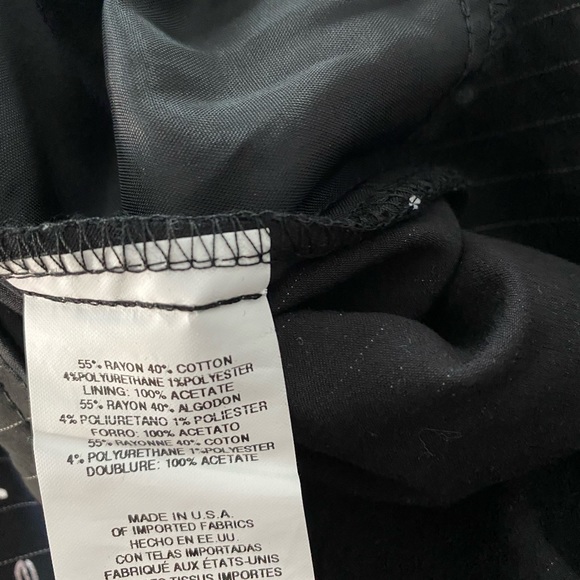 55% RAYON 40% COTTON
4%POLYURETHANE 1%POLYESTER
LINING: 100% ACETATE
55% RAYON 40% ALGODON
4% POLIURETANO 1% POLIESTER
FORRO: 100% ACETATO
55% RAYONNE 40% COTON
4% POLYURETHANE 1%POLYESTER
DOUBLURE: 100% ACETATE
MADE IN U.S.A.
OF IMPORTED FABRICS
HECHO EN EE.UU.
CON TELAS IMPORTADAS
FABRIQUÉ AUX ÉTATS-UNIS
TISSUS IMPORTES